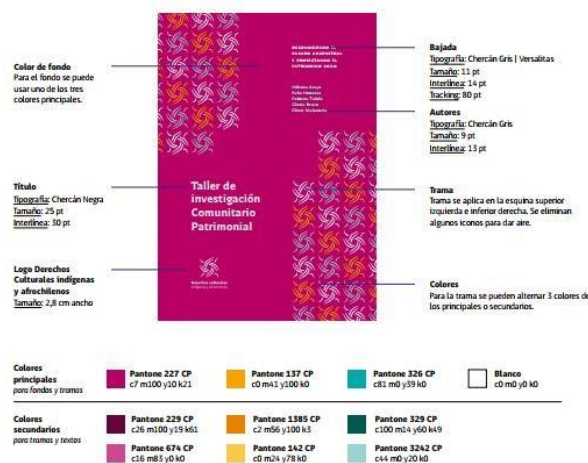 Color de fondo
Para el fondo se puede
usar uno de los tres
colores principales.
Título
Tipografía: Chercán Negra
Tamaño: 25 pt
Interlínea: 30 pt
Logo Derechos
Culturales indígenas
y afrochilenos
Tamaño: 2,8 cm ancho
Taller de
investigación
Comunitario
Patrimonial
Derechos culturales
Bajada
Tipografía: Chercán Gris | Versalitas
Tamaño: 11 pt
Interlínea: 14 pt
Tracking: 80 pt
Autores
Tipografía: Chercán Gris
Tamaño: 9 pt
Interlínea: 13 pt
Trama
Trama se aplica en la esquina superior
izquierda e inferior derecha. Se eliminan
algunos iconos para dar aire.
Colores
Para la trama se pueden alternar 3 colores de
los principales o secundarios.
Colores
principales
para fondos y tramas
Pantone 227 CP
c7 m100 y10 k21
Pantone 137 CP
c0 m41 y100 k0
Pantone 326 CP
c81 m0 y39 k0
Blanco
c0 m0 y0 k0
Colores
secundarios
para tramas y textos
Pantone 229 CP
c26 m100 y19 k61
Pantone 1385 CP
c2 m56 y100 k3
Pantone 329 CP
c100 m14 y60 k49
Pantone 674 CP
c16 m83 y0 k0
Pantone 142 CP
c0 m24 y78 k0
Pantone 3242 CP
c44 m0 y20 k0